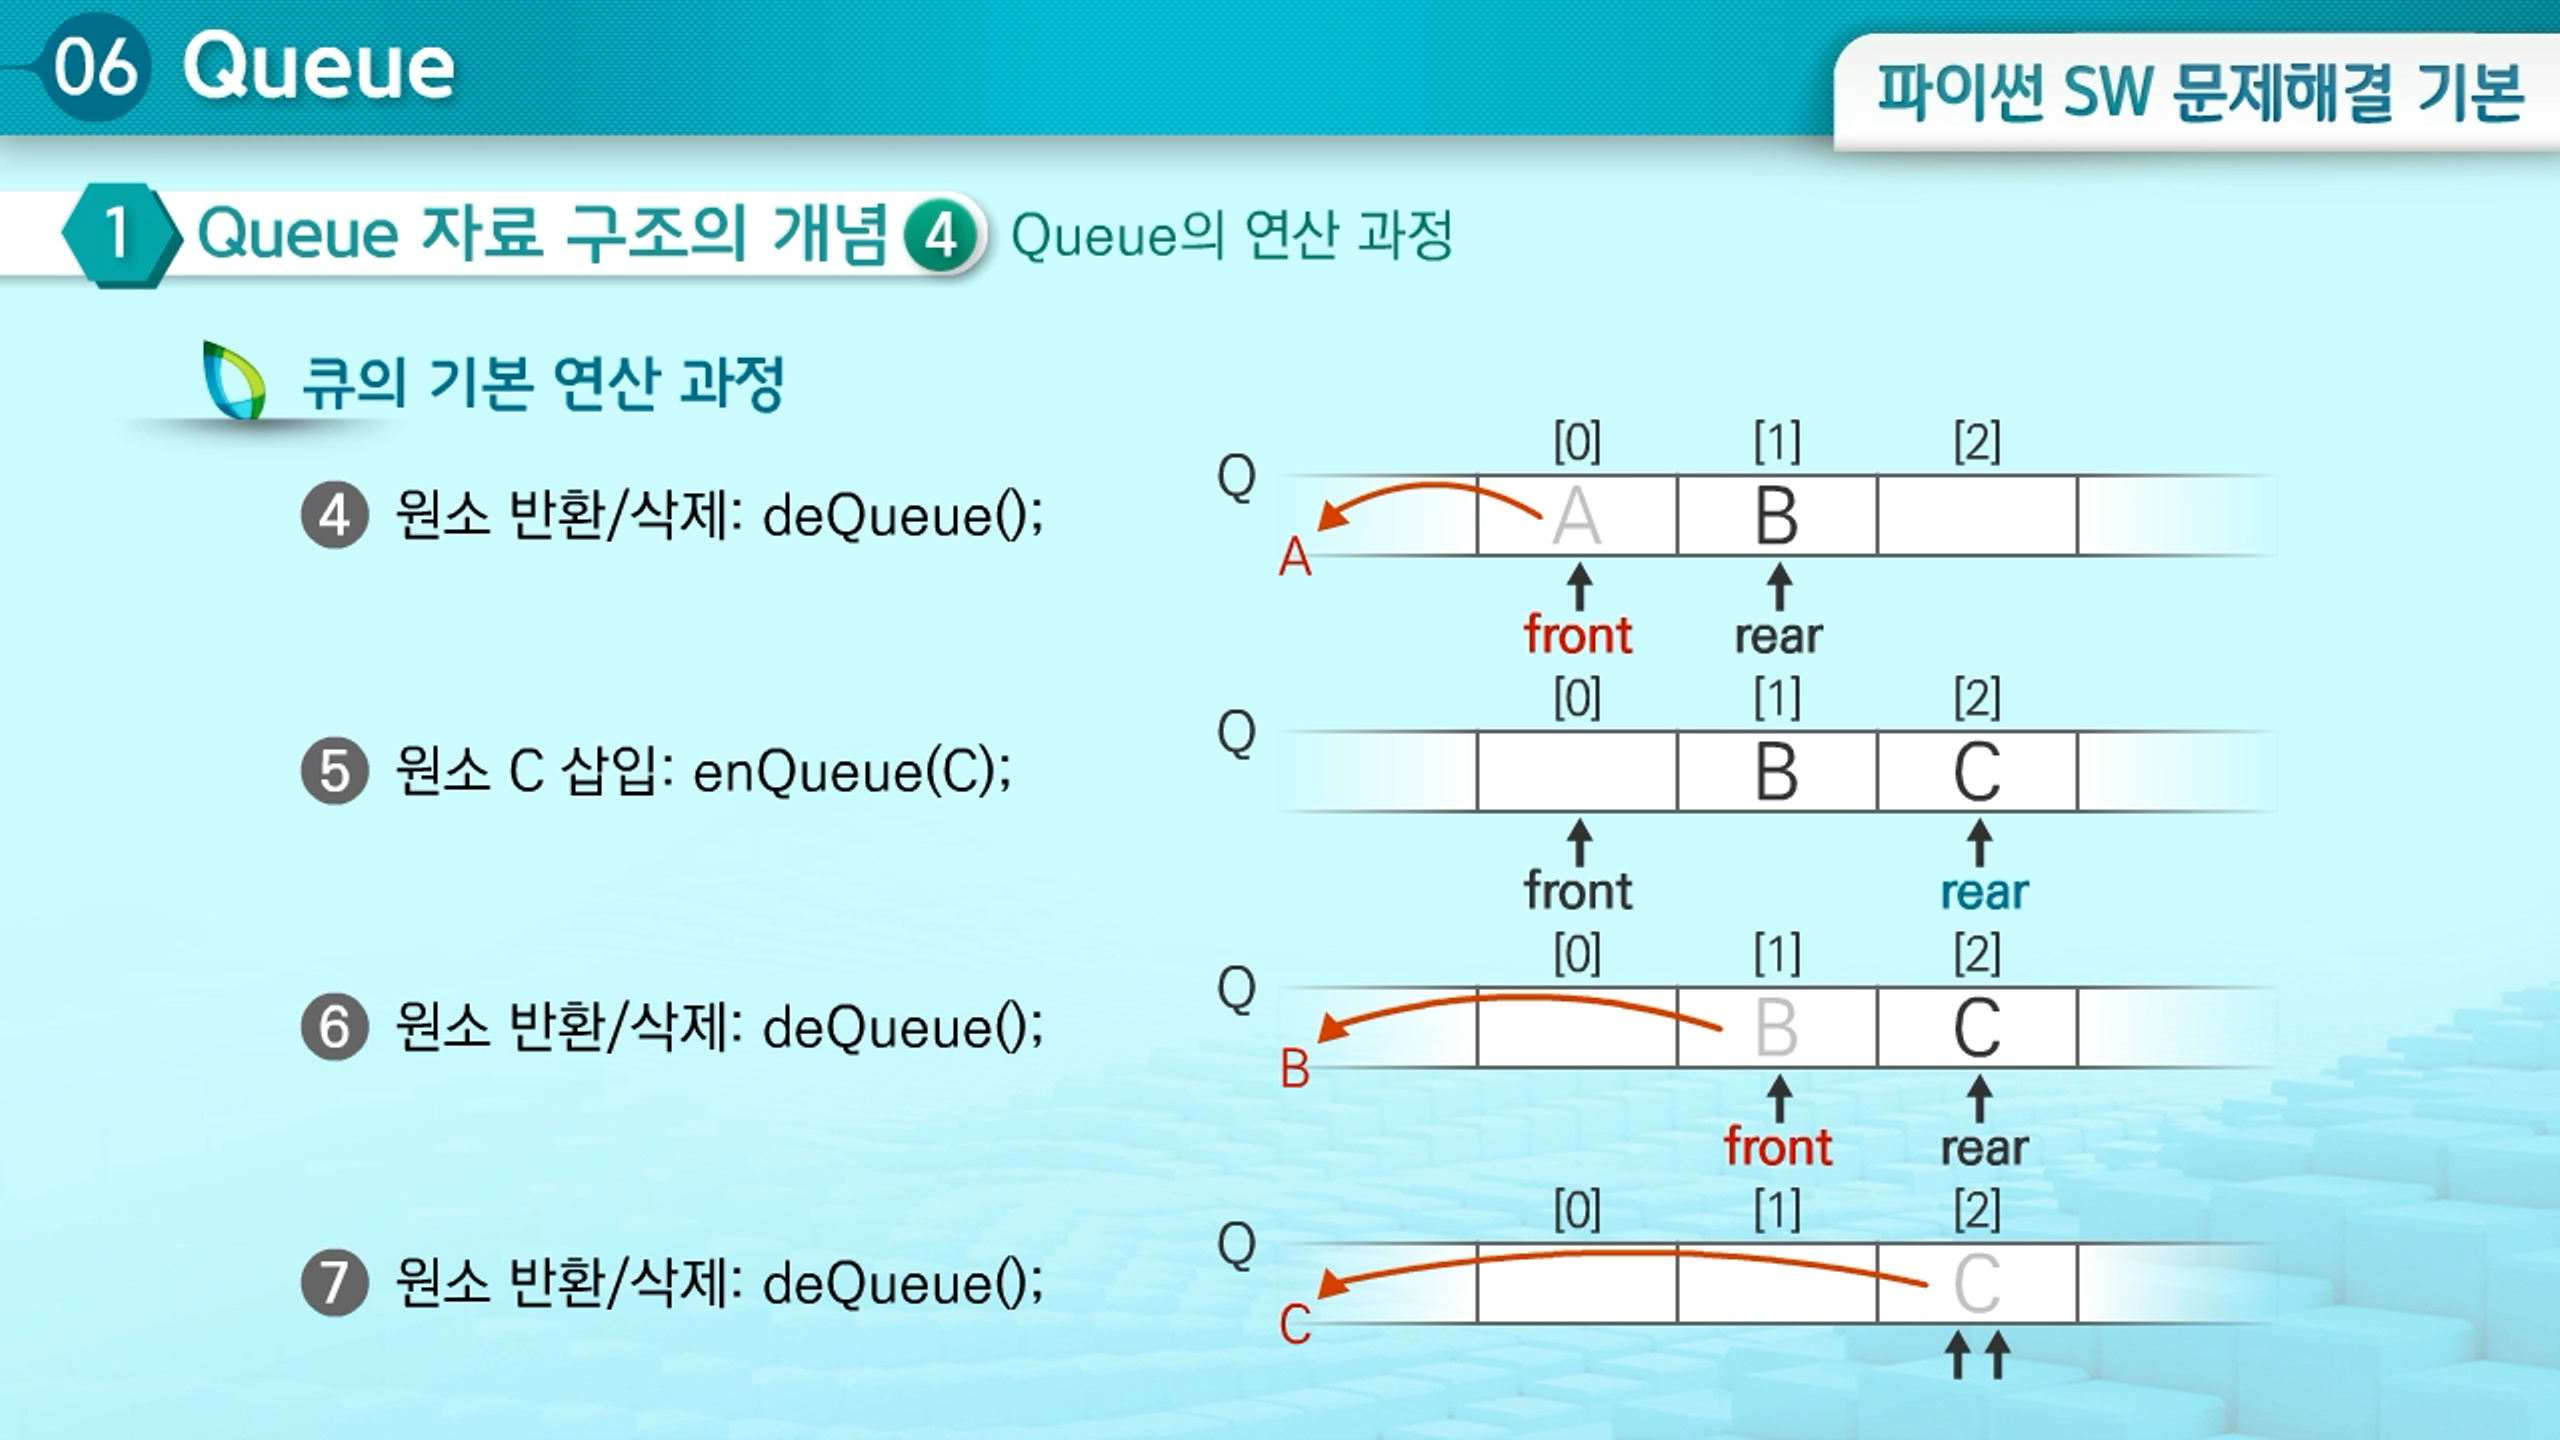 06 Queue
파이썬 SW 문제해결 기본
1 Queue 자료 구조의 개념 4 Queue의 연산 과정
큐의 기본 연산 과정
4 원소 반환/삭제: deQueue();
[0] [1] [2]
Q
A B
A
front rear
5 원소 C 삽입: enQueue(C);
[0] [1] [2]
Q
B C
front rear
6 원소 반환/삭제: deQueue();
[0] [1] [2]
Q
B C
B
front rear
7 원소 반환/삭제: deQueue();
[0] [1] [2]
Q
C
C